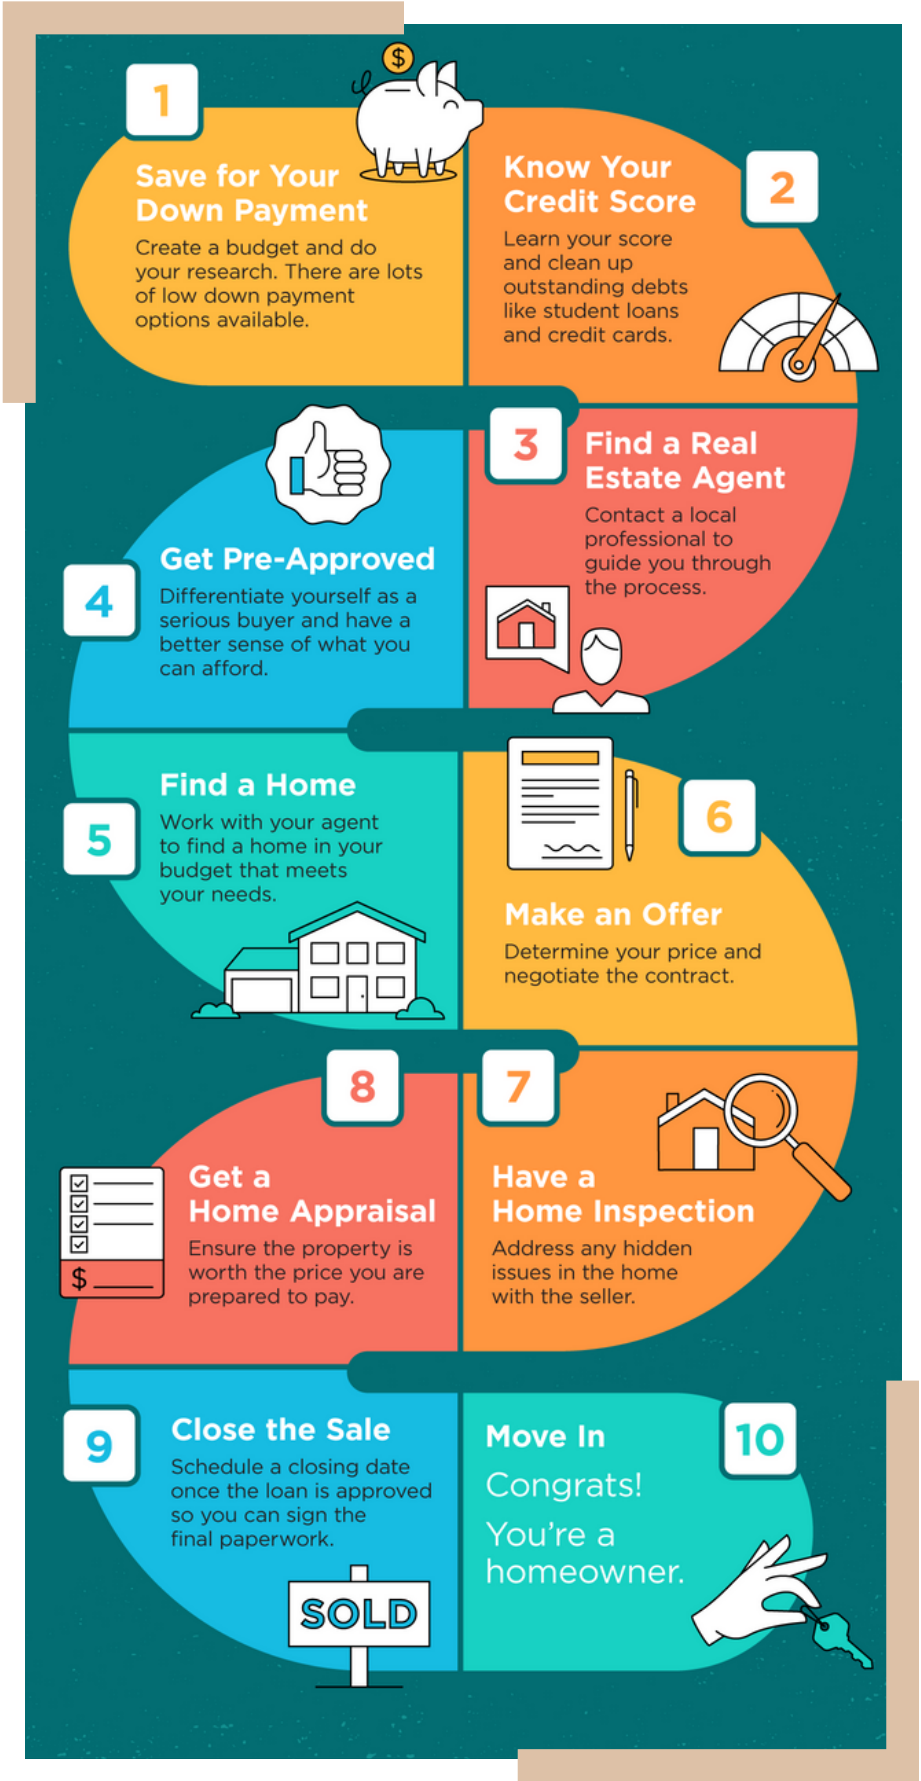 1
Save for Your
Down Payment
Create a budget and do
your research. There are lots
of low down payment
options available.
$
2
Know Your
Credit Score
Learn your score
and clean up
outstanding debts
like student loans
and credit cards.
3
Find a Real
Estate Agent
Contact a local
professional to
guide you through
the process.
4
Get Pre-Approved
Differentiate yourself as a
serious buyer and have a
better sense of what you
can afford.
5
Find a Home
Work with your agent
to find a home in your
budget that meets
your needs.
6
Make an Offer
Determine your price and
negotiate the contract.
7
Have a
Home Inspection
Address any hidden
issues in the home
with the seller.
8
Get a
Home Appraisal
Ensure the property is
worth the price you are
prepared to pay.
$
9
Close the Sale
Schedule a closing date
once the loan is approved
so you can sign the
final paperwork.
SOLD
10
Move In
Congrats!
You're a
homeowner.